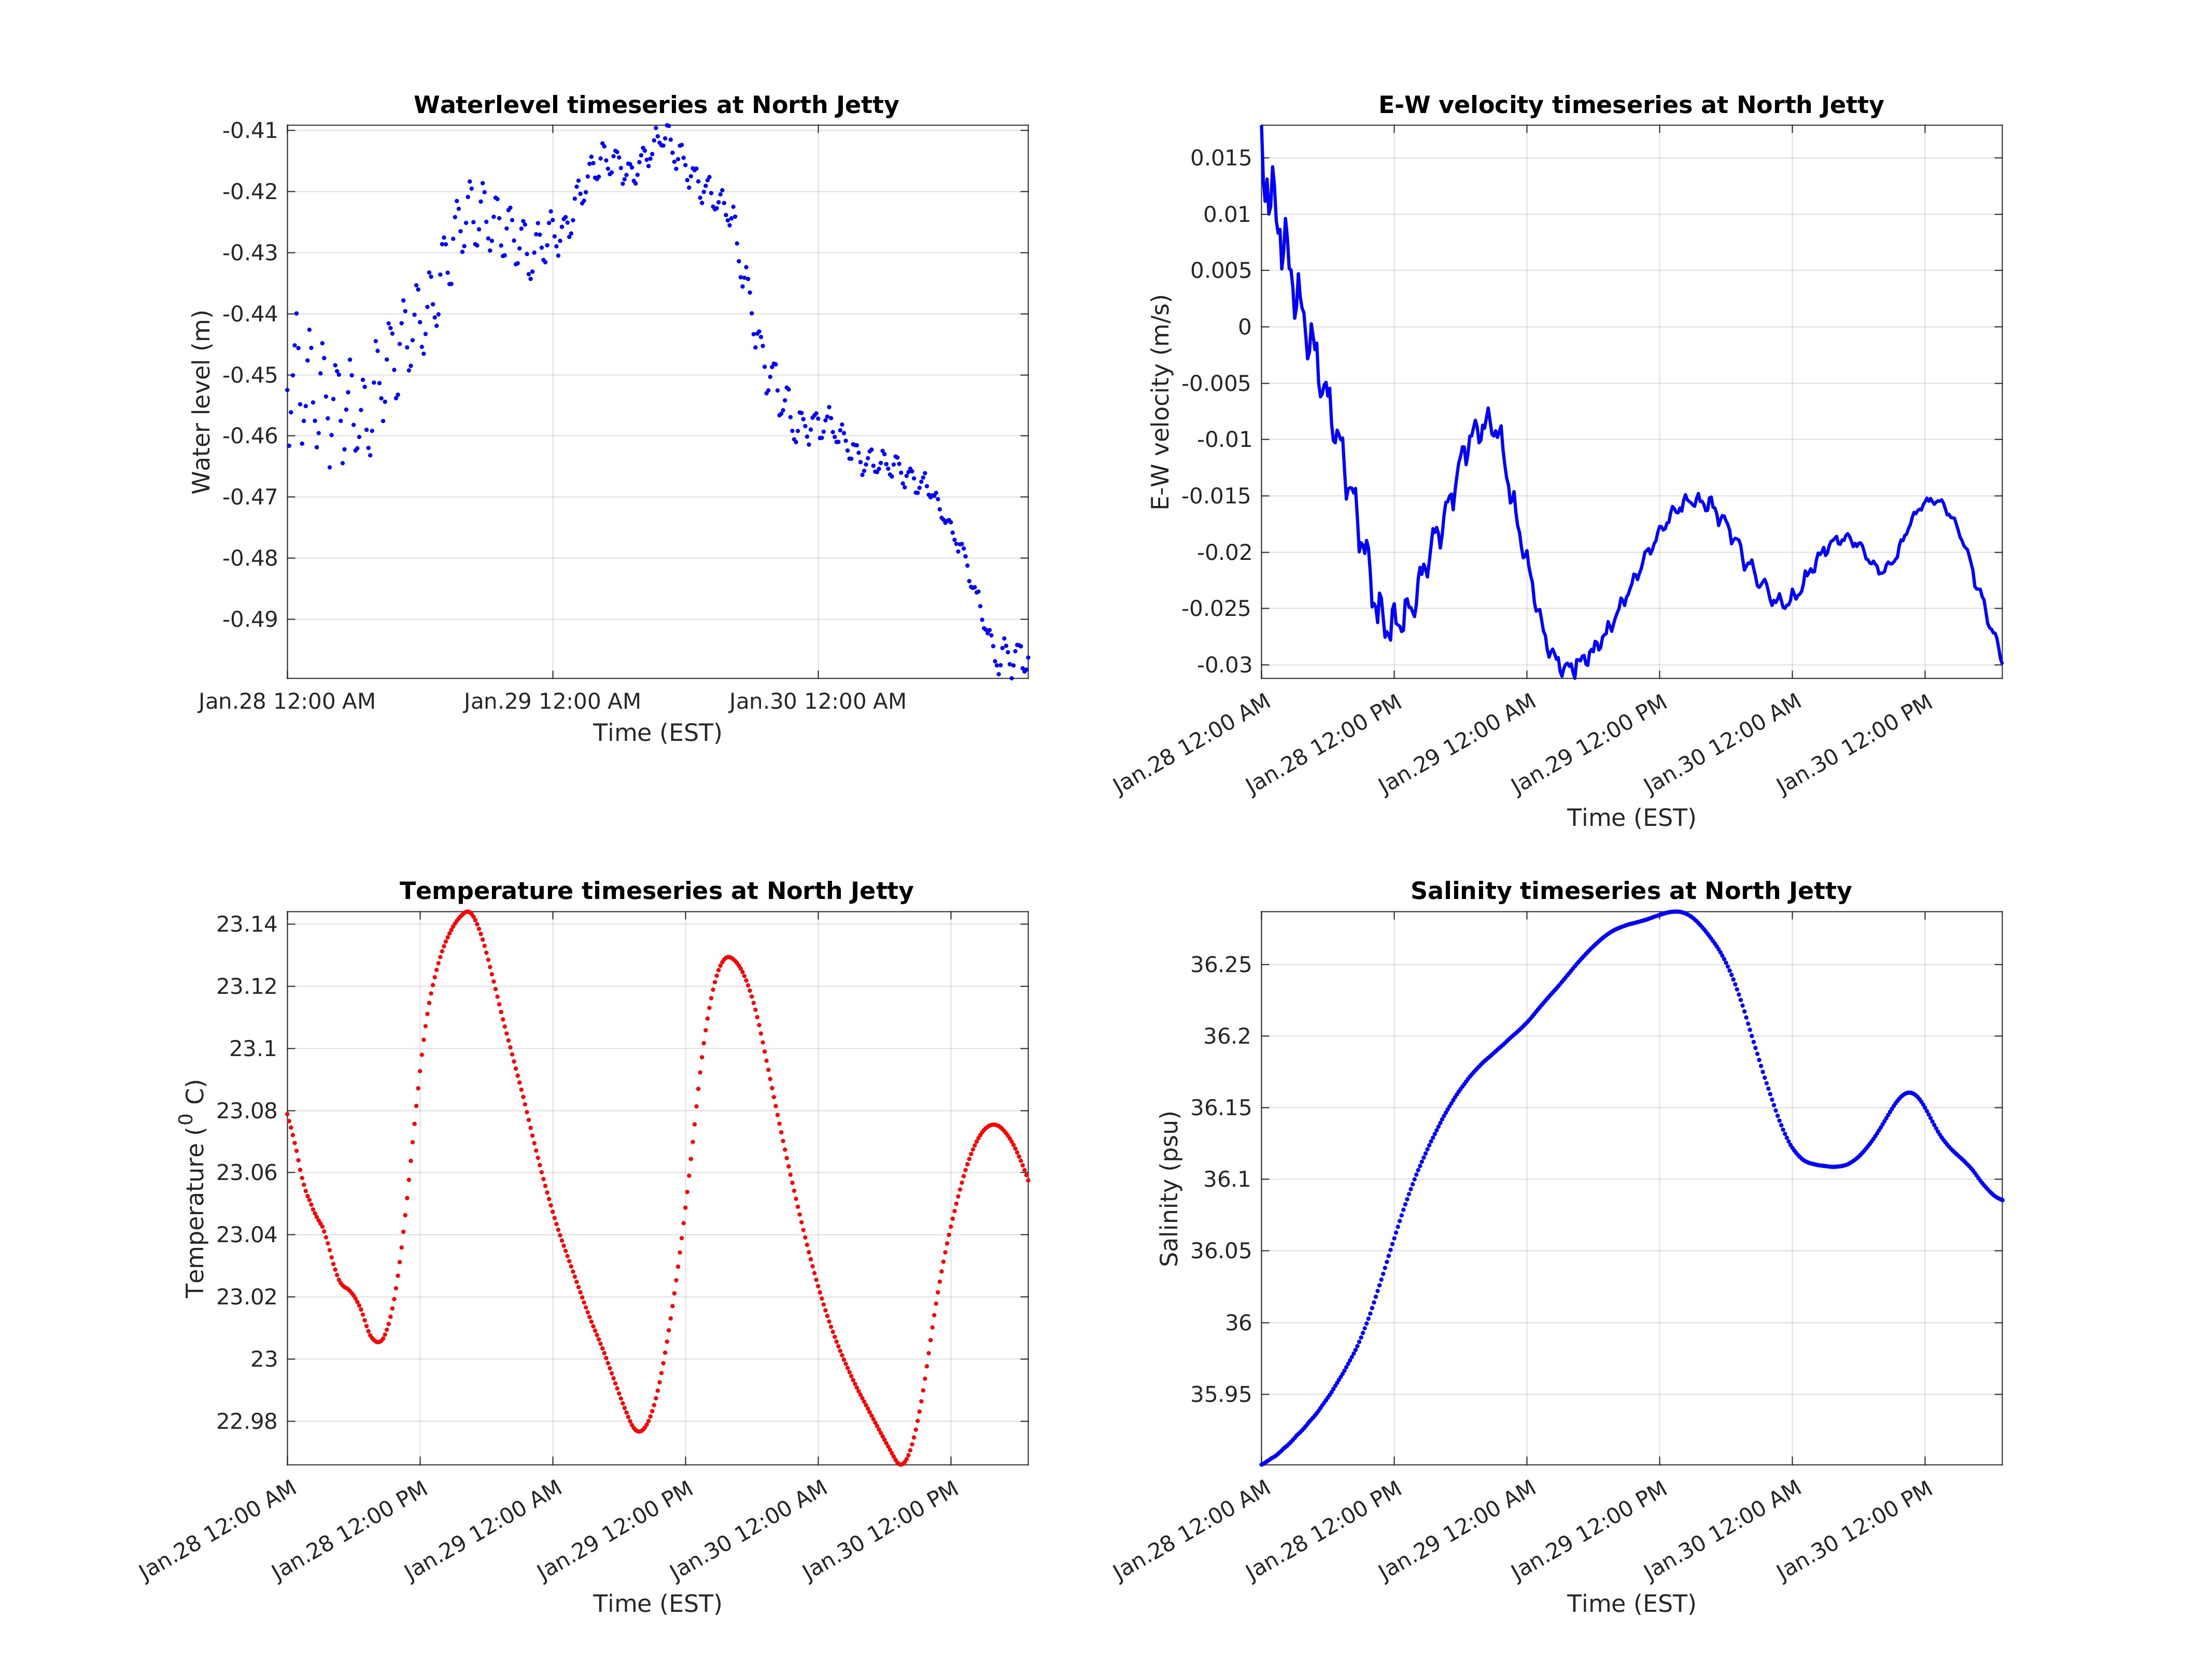 Waterlevel timeseries at North Jetty
-0.41
-0.42
-0.43
-0.44
-0.45
-0.46
-0.47
-0.48
-0.49
Water level (m)
Jan.28 12:00 AM
Jan.29 12:00 AM
Jan.30 12:00 AM
Time (EST)
E-W velocity timeseries at North Jetty
0.015
0.01
0.005
0
-0.005
-0.01
-0.015
-0.02
-0.025
-0.03
E-W velocity (m/s)
Jan.28 12:00 AM
Jan.28 12:00 PM
Jan.29 12:00 AM
Jan.29 12:00 PM
Jan.30 12:00 AM
Jan.30 12:00 PM
Time (EST)
Temperature timeseries at North Jetty
23.14
23.12
23.1
23.08
23.06
23.04
23.02
23
22.98
Temperature (⁰ C)
Jan.28 12:00 AM
Jan.28 12:00 PM
Jan.29 12:00 AM
Jan.29 12:00 PM
Jan.30 12:00 AM
Jan.30 12:00 PM
Time (EST)
Salinity timeseries at North Jetty
36.25
36.2
36.15
36.1
36.05
36
35.95
Salinity (psu)
Jan.28 12:00 AM
Jan.28 12:00 PM
Jan.29 12:00 AM
Jan.29 12:00 PM
Jan.30 12:00 AM
Jan.30 12:00 PM
Time (EST)